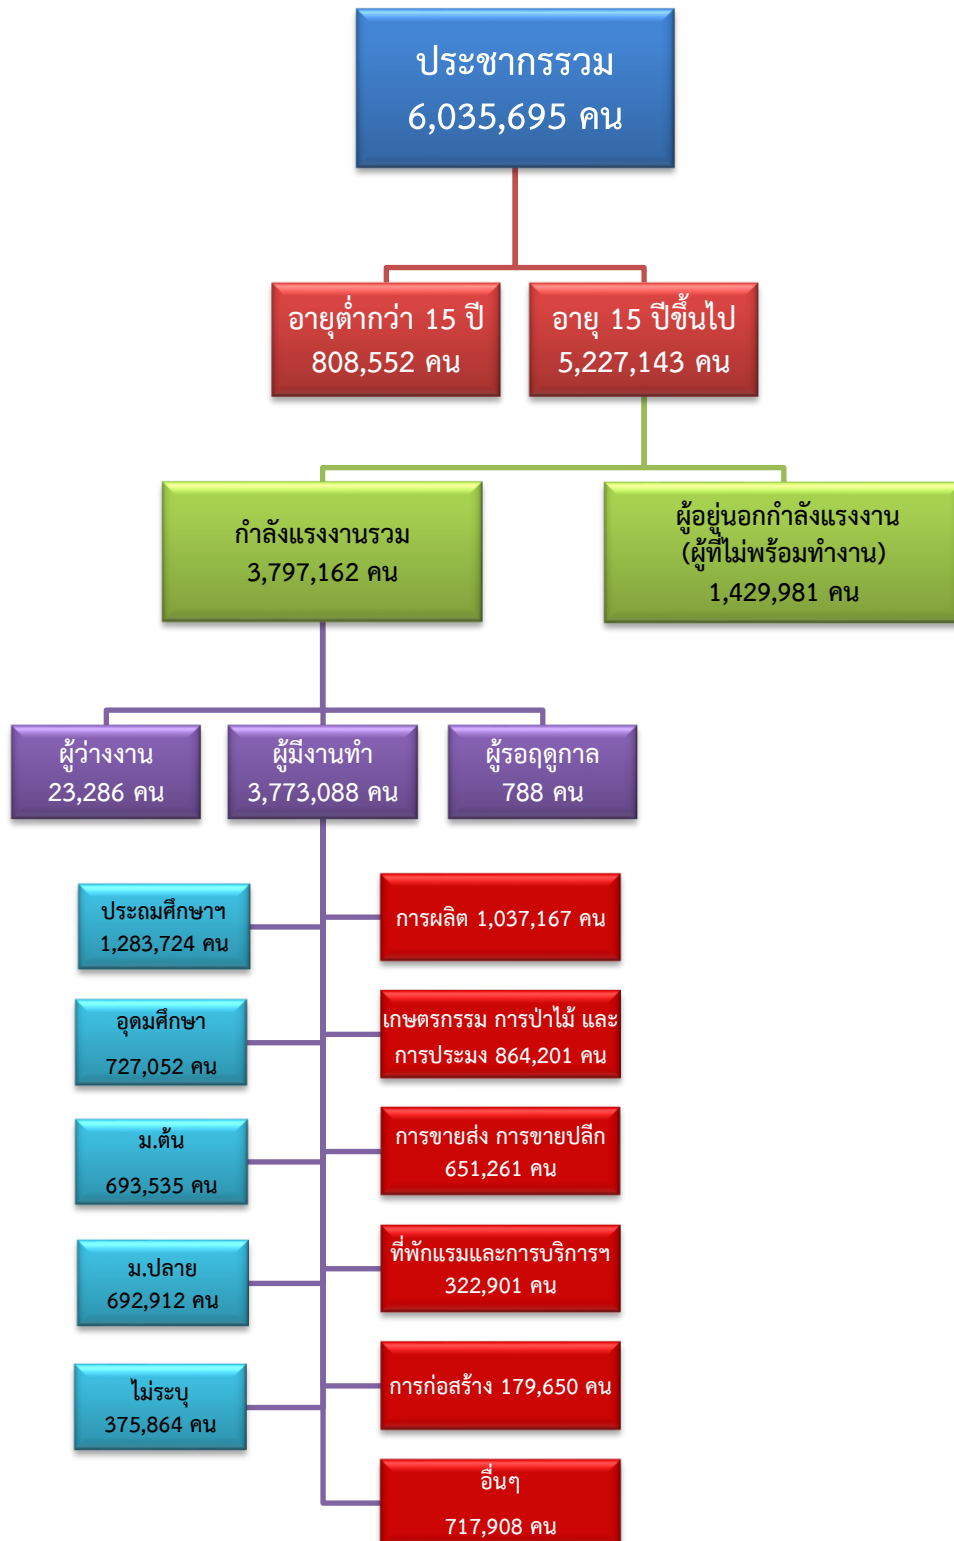 ประชากรรวม
6,035,695 คน
อายุต่ำกว่า 15 ปี
808,552 คน
อายุ 15 ปีขึ้นไป
5,227,143 คน
กำลังแรงงานรวม
3,797,162 คน
ผู้อยู่นอกกำลังแรงงาน
(ผู้ที่ไม่พร้อมทำงาน)
1,429,981 คน
ผู้ว่างงาน
23,286 คน
ผู้มีงานทำ
3,773,088 คน
ผู้รอฤดูกาล
788 คน
ประถมศึกษาฯ
1,283,724 คน
อุดมศึกษา
727,052 คน
ม.ต้น
693,535 คน
ม.ปลาย
692,912 คน
ไม่ระบุ
375,864 คน
การผลิต 1,037,167 คน
เกษตรกรรม การป่าไม้ และ
การประมง 864,201 คน
การขายส่ง การขายปลีก
651,261 คน
ที่พักแรมและการบริการฯ
322,901 คน
การก่อสร้าง 179,650 คน
อื่นๆ
717,908 คน